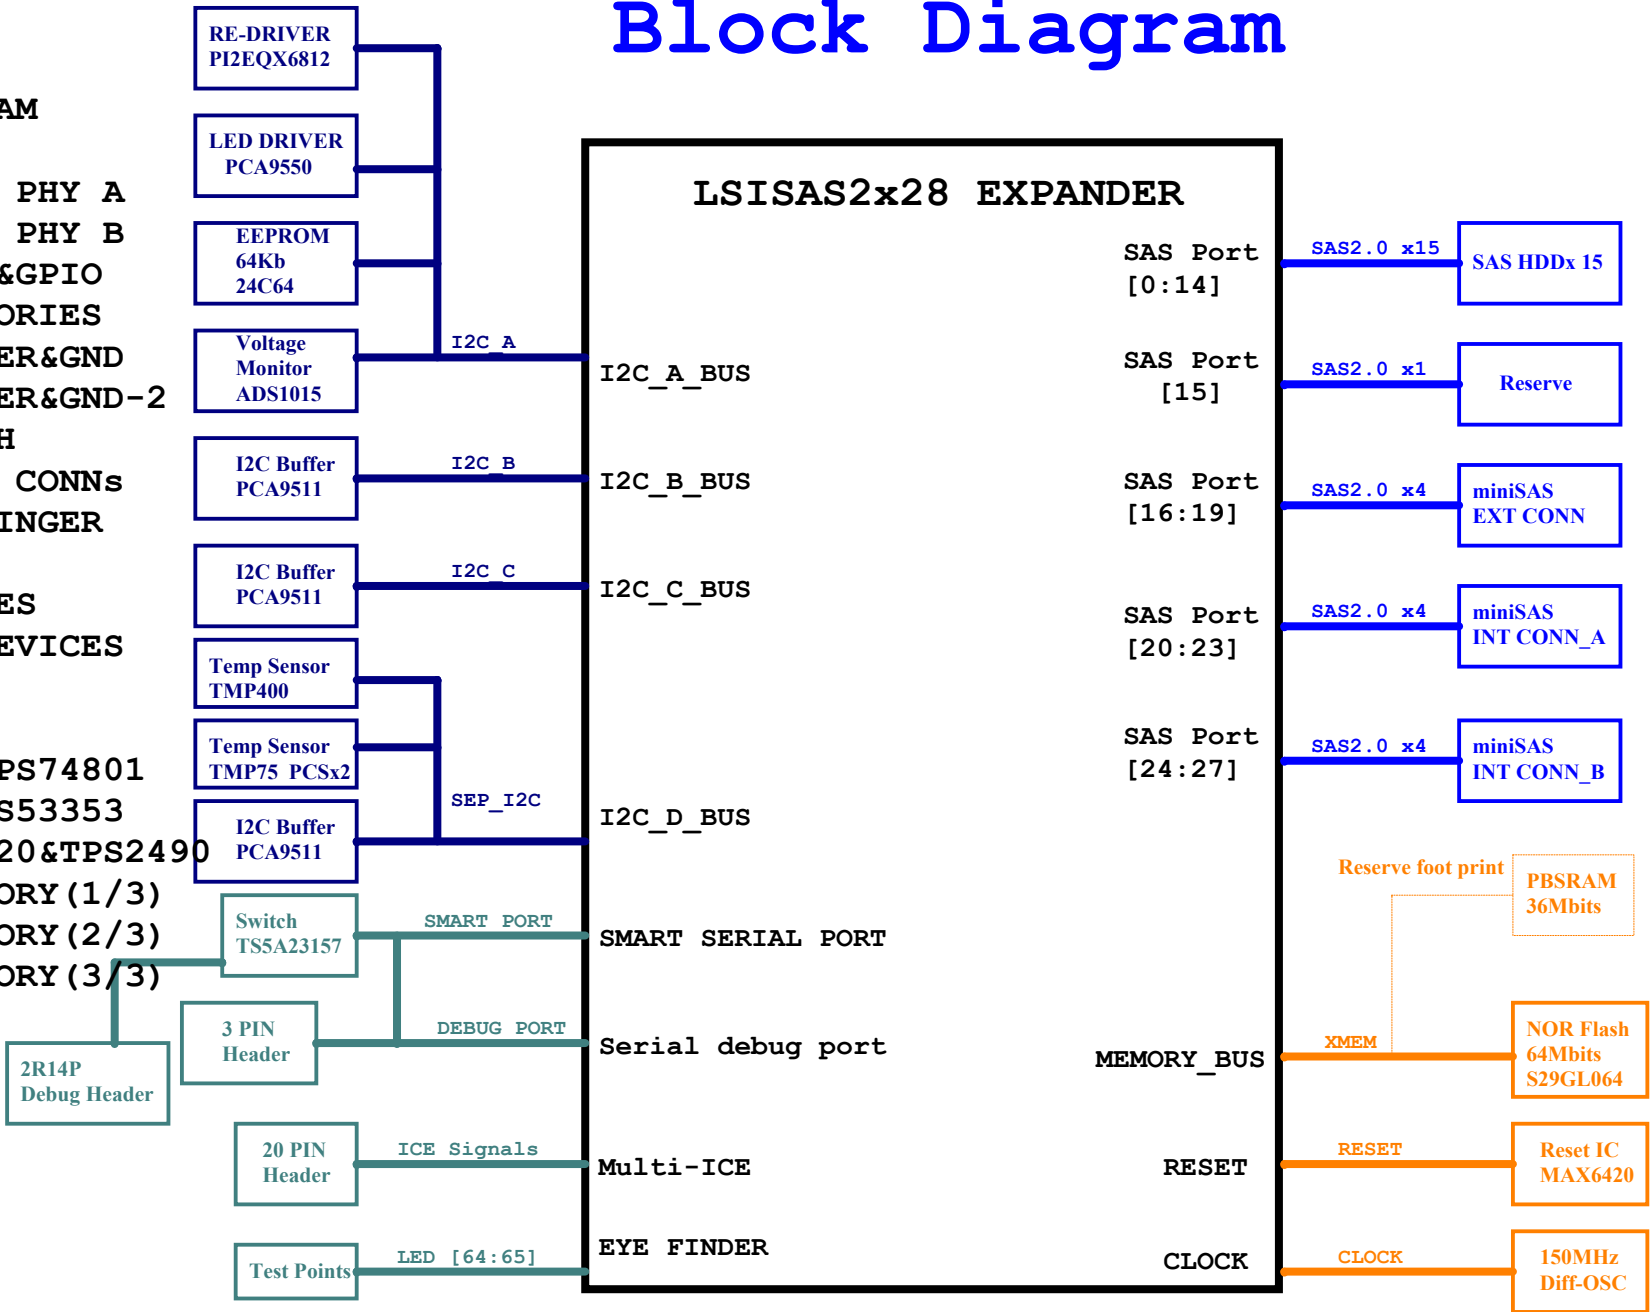 Block Diagram
AM
PHY A
PHY B
&GPIO
ORIES
ER&GND
ER&GND-2
H
CONNs
INGER
ES
EVICES
PS74801
S53353
20&TPS2490
ORY(1/3)
ORY(2/3)
ORY(3/3)
RE-DRIVER
PI2EQX6812
LED DRIVER
PCA9550
EEPROM
64Kb
24C64
Voltage
Monitor
ADS1015
I2C_A
I2C Buffer
PCA9511
I2C_B
I2C Buffer
PCA9511
I2C_C
Temp Sensor
TMP400
Temp Sensor
TMP75 PCSx2
SEP_I2C
I2C Buffer
PCA9511
Switch
TS5A23157
SMART PORT
3 PIN
Header
DEBUG PORT
2R14P
Debug Header
20 PIN
Header
ICE Signals
Test Points
LED [64:65]
LSISAS2x28 EXPANDER
I2C_A_BUS
I2C_B_BUS
I2C_C_BUS
I2C_D_BUS
SMART SERIAL PORT
Serial debug port
Multi-ICE
EYE FINDER
SAS Port
[0:14]
SAS Port
[15]
SAS Port
[16:19]
SAS Port
[20:23]
SAS Port
[24:27]
MEMORY_BUS
RESET
CLOCK
SAS2.0 x15
SAS HDDx 15
SAS2.0 x1
Reserve
SAS2.0 x4
miniSAS
EXT CONN
SAS2.0 x4
miniSAS
INT CONN_A
SAS2.0 x4
miniSAS
INT CONN_B
Reserve foot print
PBSRAM
36Mbits
XMEM
NOR Flash
64Mbits
S29GL064
RESET
Reset IC
MAX6420
CLOCK
150MHz
Diff-OSC